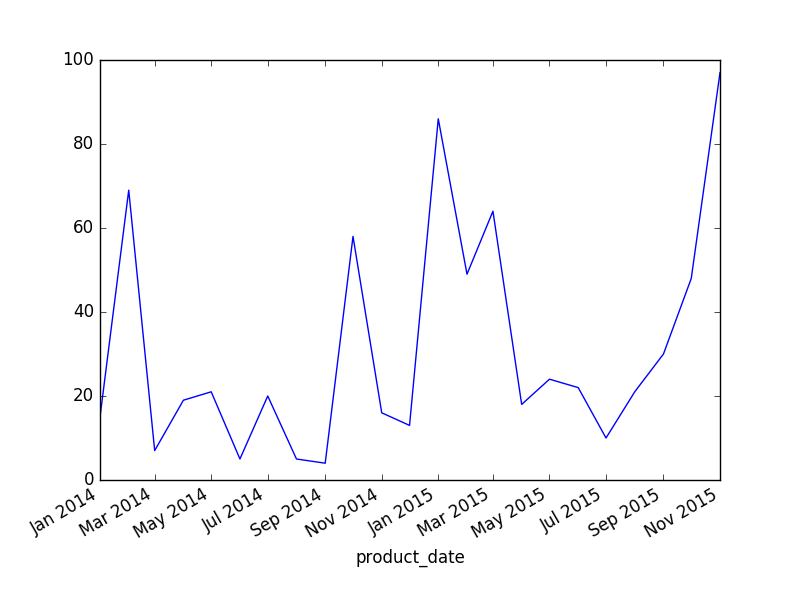 100
80
60
40
20
0
Jan 2014
Mar 2014
May 2014
Jul 2014
Sep 2014
Nov 2014
Jan 2015
Mar 2015
May 2015
Jul 2015
Sep 2015
Nov 2015
product_date